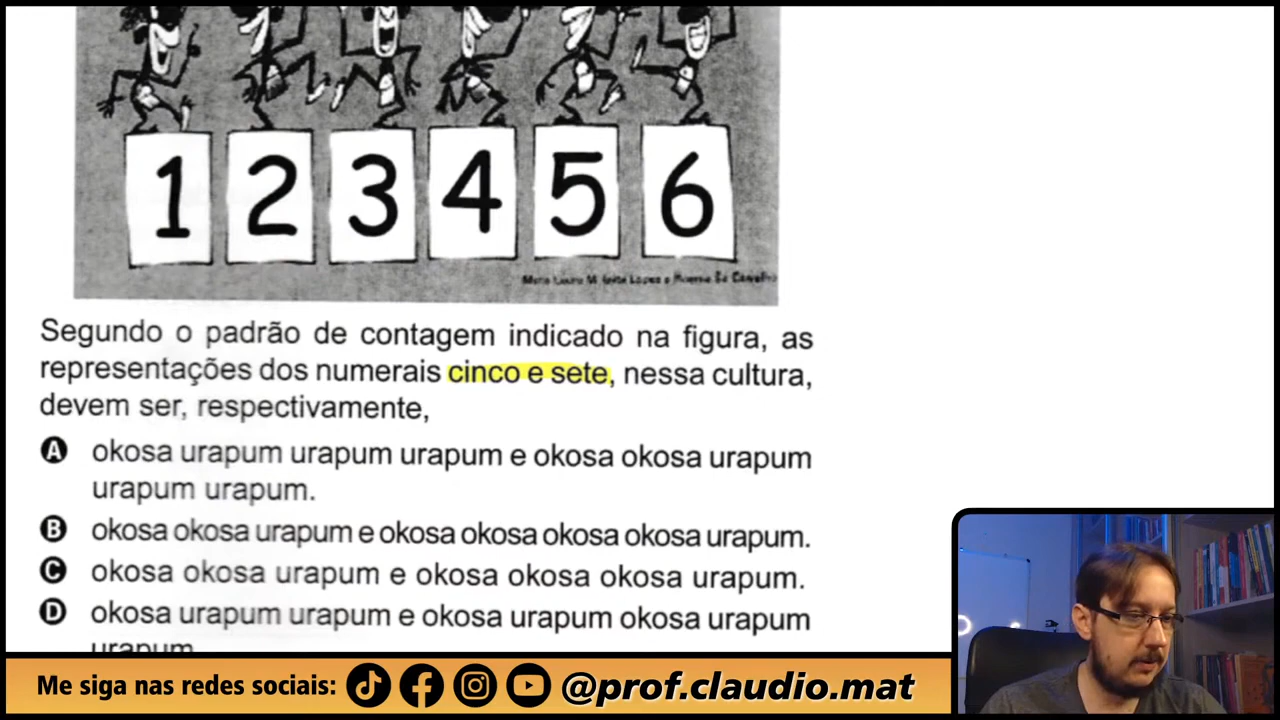 1 2 3 4 5 6
Segundo o padrão de contagem indicado na figura, as
representações dos numerais cinco e sete, nessa cultura,
devem ser, respectivamente,
A okosa urapum urapum urapum e okosa okosa urapum
urapum urapum.
B okosa okosa urapum e okosa okosa okosa okosa urapum.
C okosa okosa urapum e okosa okosa okosa urapum.
D okosa urapum urapum e okosa urapum okosa urapum
urapum
Me siga nas redes sociais: @prof.claudio.mat